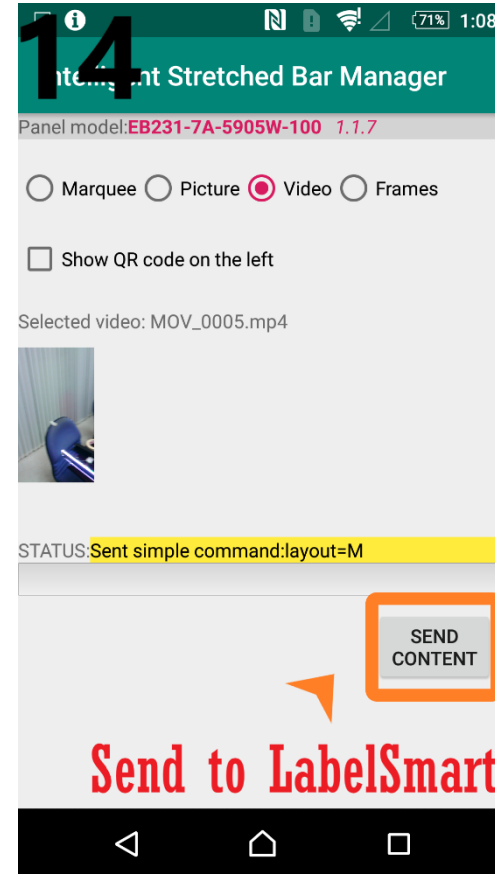 71% 1:08
14
Intelligent Stretched Bar Manager
Panel model:EB231-7A-5905W-100 1.1.7
Marquee Picture Video Frames
Show QR code on the left
Selected video: MOV_0005.mp4
STATUS:Sent simple command:layout=M
SEND
CONTENT
Send to LabelSmart